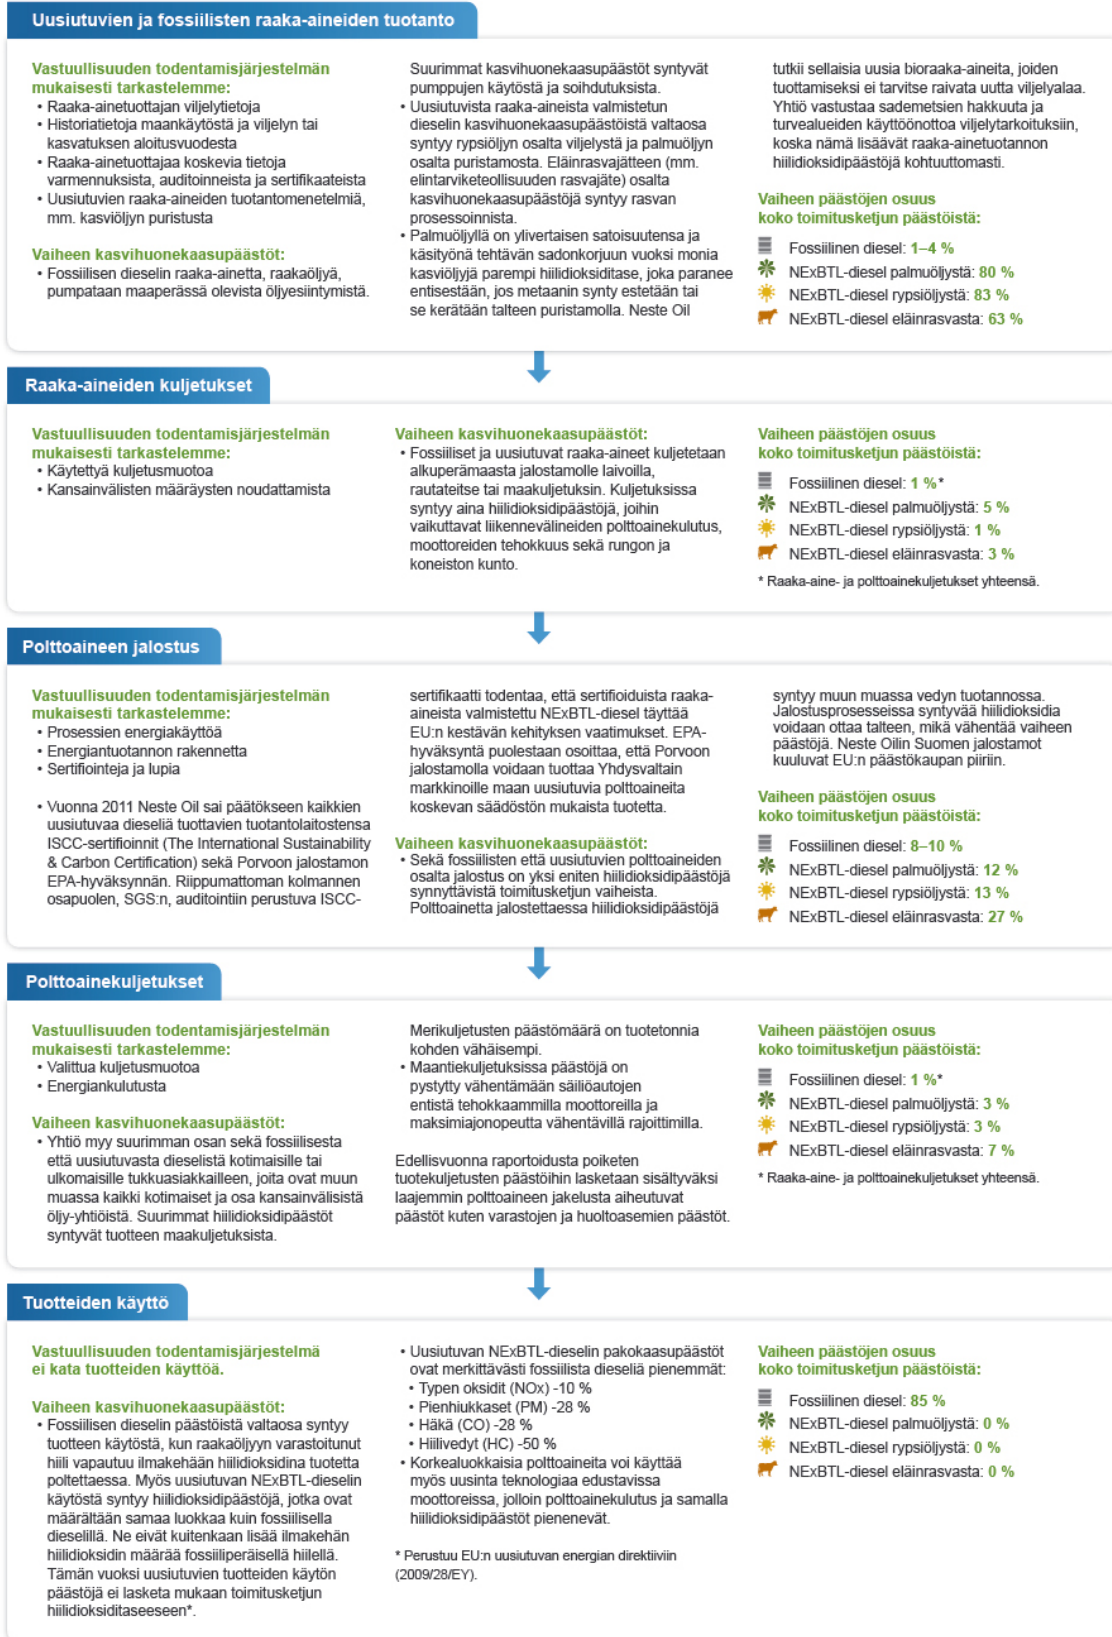 Uusiutuvien ja fossiilisten raaka-aineiden tuotanto
Vastuullisuuden todentamisjärjestelmän
mukaisesti tarkastelemme:
• Raaka-ainetuottajan viljelytietoja
• Historiatietoja maankäytöstä ja viljelyn tai
kasvatuksen aloitusvuodesta
• Raaka-ainetuottajaa koskevia tietoja
varmennuksista, auditoinneista ja sertifikaateista
• Uusiutuvien raaka-aineiden tuotantomenetelmiä,
mm. kasviöljyn puristusta
Vaiheen kasvihuonekaasupäästöt:
• Fossiilisen dieselin raaka-ainetta, raakaöljyä,
pumpataan maaperässä olevista öljyesiintymistä.
Suurimmat kasvihuonekaasupäästöt syntyvät
pumppujen käytöstä ja soihdutuksista.
• Uusiutuvista raaka-aineista valmistetun
dieselin kasvihuonekaasupäästöistä valtaosa
syntyy rypsiöljyn osalta viljelystä ja palmuöljyn
osalta puristamosta. Eläinrasvajätteen (mm.
elintarviketeollisuuden rasvajäte) osalta
kasvihuonekaasupäästöjä syntyy rasvan
prosessoinnista.
• Palmuöljyllä on ylivertaisen satoisuutensa ja
käsityönä tehtävän sadonkorjuun vuoksi monia
kasviöljyjä parempi hiilidioksiditase, joka paranee
entisestään, jos metaanin synty estetään tai
se kerätään talteen puristamolla. Neste Oil
tutkii sellaisia uusia bioraaka-aineita, joiden
tuottamiseksi ei tarvitse raivata uutta viljelyalaa.
Yhtiö vastustaa sademetsien hakkuuta ja
turvealueiden käyttöönottoa viljelytarkoituksiin,
koska nämä lisäävät raaka-ainetuotannon
hiilidioksidipäästöjä kohtuuttomasti.
Vaiheen päästöjen osuus
koko toimitusketjun päästöistä:
Fossiilinen diesel: 1–4 %
NExBTL-diesel palmuöljystä: 80 %
NExBTL-diesel rypsiöljystä: 83 %
NExBTL-diesel eläinrasvasta: 63 %
Raaka-aineiden kuljetukset
Vastuullisuuden todentamisjärjestelmän
mukaisesti tarkastelemme:
• Käytettyä kuljetusmuotoa
• Kansainvälisten määräysten noudattamista
Vaiheen kasvihuonekaasupäästöt:
• Fossiiliset ja uusiutuvat raaka-aineet kuljetetaan
alkuperämaasta jalostamolle laivoilla,
rautateitse tai maakuljetuksin. Kuljetuksissa
syntyy aina hiilidioksidipäästöjä, joihin
vaikuttavat liikennevälineiden polttoainekulutus,
moottoreiden tehokkuus sekä rungon ja
koneiston kunto.
Vaiheen päästöjen osuus
koko toimitusketjun päästöistä:
Fossiilinen diesel: 1 %*
NExBTL-diesel palmuöljystä: 5 %
NExBTL-diesel rypsiöljystä: 1 %
NExBTL-diesel eläinrasvasta: 3 %
* Raaka-aine- ja polttoainekuljetukset yhteensä.
Polttoaineen jalostus
Vastuullisuuden todentamisjärjestelmän
mukaisesti tarkastelemme:
• Prosessien energiakäyttöä
• Energiantuotannon rakennetta
• Sertifiointeja ja lupia
• Vuonna 2011 Neste Oil sai päätökseen kaikkien
uusiutuvaa dieseliä tuottavien tuotantolaitostensa
ISCC-sertifioinnit (The International Sustainability
& Carbon Certification) sekä Porvoon jalostamon
EPA-hyväksynnän. Riippumattoman kolmannen
osapuolen, SGS:n, auditointiin perustuva ISCC-
sertifikaatti todentaa, että sertifioiduista raaka-
aineista valmistettu NExBTL-diesel täyttää
EU:n kestävän kehityksen vaatimukset. EPA-
hyväksyntä puolestaan osoittaa, että Porvoon
jalostamolla voidaan tuottaa Yhdysvaltain
markkinoille maan uusiutuvia polttoaineita
koskevan säädöstön mukaista tuotetta.
Vaiheen kasvihuonekaasupäästöt:
• Sekä fossiilisten että uusiutuvien polttoaineiden
osalta jalostus on yksi eniten hiilidioksidipäästöjä
synnyttävistä toimitusketjun vaiheista.
Polttoainetta jalostettaessa hiilidioksidipäästöjä
syntyy muun muassa vedyn tuotannossa.
Jalostusprosesseissa syntyvää hiilidioksidia
voidaan ottaa talteen, mikä vähentää vaiheen
päästöjä. Neste Oilin Suomen jalostamot
kuuluvat EU:n päästökaupan piiriin.
Vaiheen päästöjen osuus
koko toimitusketjun päästöistä:
Fossiilinen diesel: 8–10 %
NExBTL-diesel palmuöljystä: 12 %
NExBTL-diesel rypsiöljystä: 13 %
NExBTL-diesel eläinrasvasta: 27 %
Polttoainekuljetukset
Vastuullisuuden todentamisjärjestelmän
mukaisesti tarkastelemme:
• Valittua kuljetusmuotoa
• Energiankulutusta
Vaiheen kasvihuonekaasupäästöt:
• Yhtiö myy suurimman osan sekä fossiilisesta
että uusiutuvasta dieselistä kotimaisille tai
ulkomaisille tukkuasiakkailleen, joita ovat muun
muassa kaikki kotimaiset ja osa kansainvälisistä
öljy-yhtiöistä. Suurimmat hiilidioksidipäästöt
syntyvät tuotteen maakuljetuksista.
Merikuljetusten päästömäärä on tuotetonnia
kohden vähäisempi.
• Maantiekuljetuksissa päästöjä on
pystytty vähentämään säiliöautojen
entistä tehokkaammilla moottoreilla ja
maksimiajonopeutta vähentävillä rajoittimilla.
Edellisvuonna raportoidusta poiketen
tuotekuljetusten päästöihin lasketaan sisältyväksi
laajemmin polttoaineen jakelusta aiheutuvat
päästöt kuten varastojen ja huoltoasemien päästöt.
Vaiheen päästöjen osuus
koko toimitusketjun päästöistä:
Fossiilinen diesel: 1 %*
NExBTL-diesel palmuöljystä: 3 %
NExBTL-diesel rypsiöljystä: 3 %
NExBTL-diesel eläinrasvasta: 7 %
* Raaka-aine- ja polttoainekuljetukset yhteensä.
Tuotteiden käyttö
Vastuullisuuden todentamisjärjestelmä
ei kata tuotteiden käyttöä.
Vaiheen kasvihuonekaasupäästöt:
• Fossiilisen dieselin päästöistä valtaosa syntyy
tuotteen käytöstä, kun raakaöljyyn varastoitunut
hiili vapautuu ilmakehään hiilidioksidina tuotetta
poltettaessa. Myös uusiutuvan NExBTL-dieselin
käytöstä syntyy hiilidioksidipäästöjä, jotka ovat
määrältään samaa luokkaa kuin fossiilisella
dieselillä. Ne eivät kuitenkaan lisää ilmakehän
hiilidioksidin määrää fossiiliperäisellä hiilellä.
Tämän vuoksi uusiutuvien tuotteiden käytön
päästöjä ei lasketa mukaan toimitusketjun
hiilidioksiditaseeseen*.
• Uusiutuvan NExBTL-dieselin pakokaasupäästöt
ovat merkittävästi fossiilista dieseliä pienemmät:
• Typen oksidit (NOx) -10 %
• Pienhiukkaset (PM) -28 %
• Häkä (CO) -28 %
• Hiilivedyt (HC) -50 %
• Korkealuokkaisia polttoaineita voi käyttää
myös uusinta teknologiaa edustavissa
moottoreissa, jolloin polttoainekulutus ja samalla
hiilidioksidipäästöt pienenevät.
* Perustuu EU:n uusiutuvan energian direktiiviin
(2009/28/EY).
Vaiheen päästöjen osuus
koko toimitusketjun päästöistä:
Fossiilinen diesel: 85 %
NExBTL-diesel palmuöljystä: 0 %
NExBTL-diesel rypsiöljystä: 0 %
NExBTL-diesel eläinrasvasta: 0 %